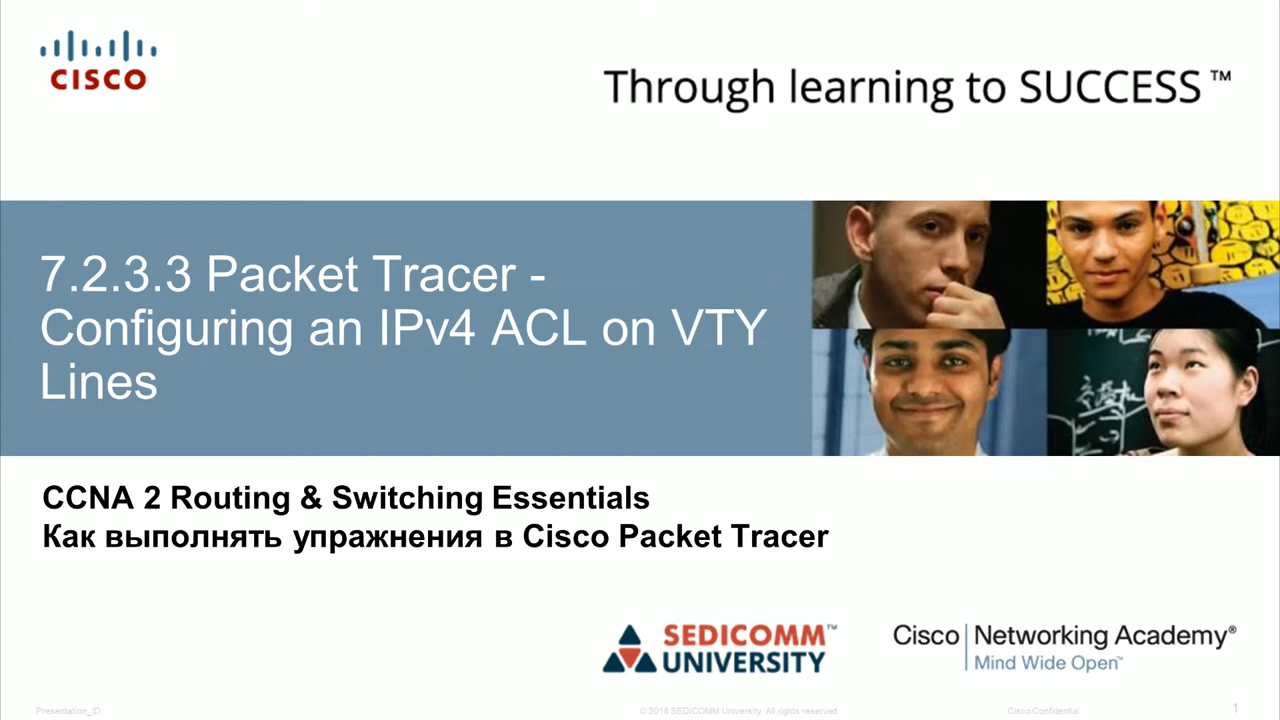 CISCO
Through learning to SUCCESS™
7.2.3.3 Packet Tracer -
Configuring an IPv4 ACL on VTY
Lines
CCNA 2 Routing & Switching Essentials
Как выполнять упражнения в Cisco Packet Tracer
SEDICOMM™
UNIVERSITY
Cisco Networking Academy®
Mind Wide Open™
Presentation_ID
© 2018 SEDICOMM University. All rights reserved.
Cisco Confidential
1